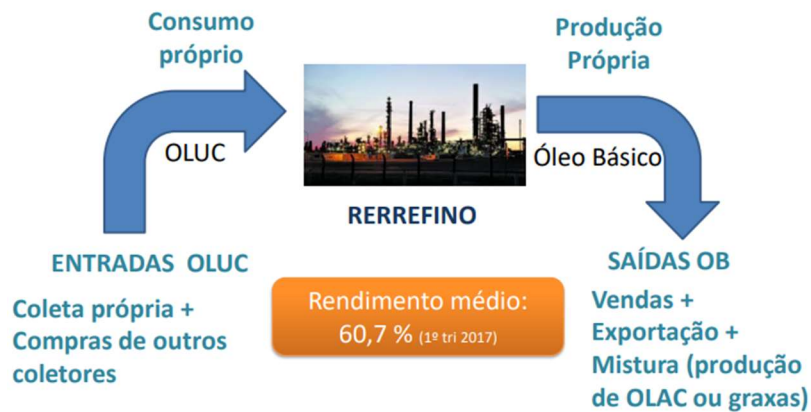 Consumo
próprio
OLUC
ENTRADAS OLUC
Coleta própria +
Compras de outros
coletores
RERREFINO
Rendimento médio:
60,7 % (1º tri 2017)
Produção
Própria
Óleo Básico
SAÍDAS OB
Vendas +
Exportação +
Mistura (produção
de OLAC ou graxas)